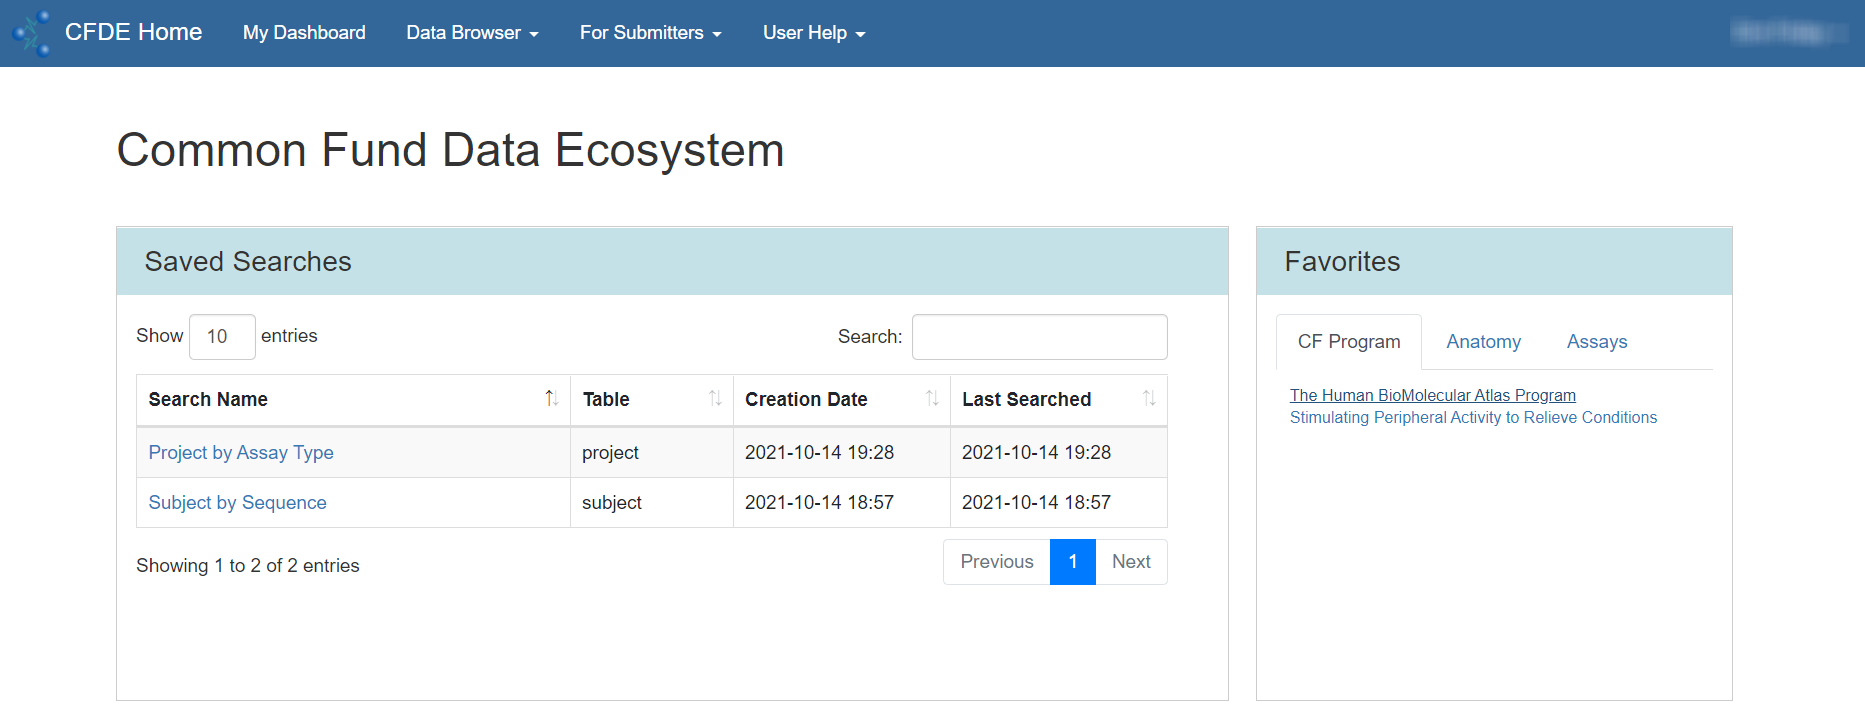 CFDE Home My Dashboard Data Browser For Submitters User Help
Common Fund Data Ecosystem
Saved Searches
Show 10 entries Search:
Search Name Table Creation Date Last Searched
Project by Assay Type project 2021-10-14 19:28 2021-10-14 19:28
Subject by Sequence subject 2021-10-14 18:57 2021-10-14 18:57
Showing 1 to 2 of 2 entries Previous 1 Next
Favorites
CF Program Anatomy Assays
The Human BioMolecular Atlas Program
Stimulating Peripheral Activity to Relieve Conditions